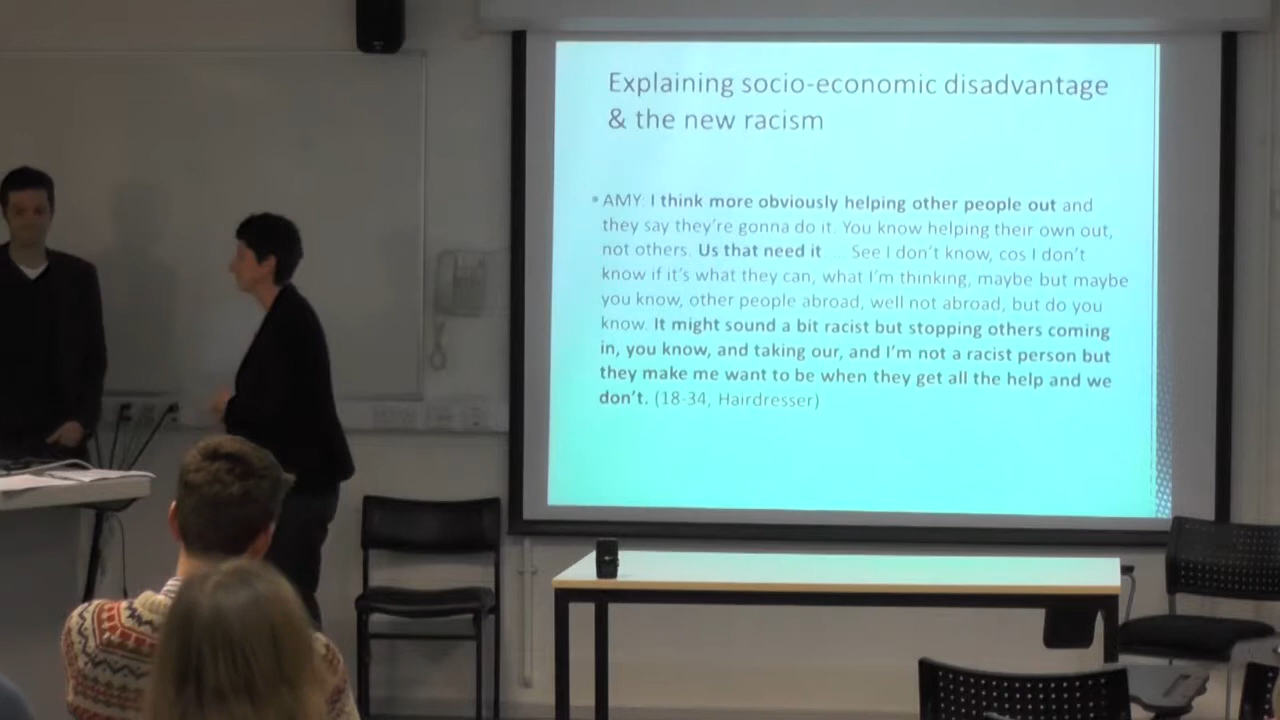 Explaining socio-economic disadvantage
& the new racism
AMY: I think more obviously helping other people out and
they say they're gonna do it. You know helping their own out,
not others. Us that need it .... See I don't know, cos I don't
know if it's what they can, what I'm thinking, maybe but maybe
you know, other people abroad, well not abroad, but do you
know. It might sound a bit racist but stopping others coming
in, you know, and taking our, and I'm not a racist person but
they make me want to be when they get all the help and we
don't. (18-34, Hairdresser)